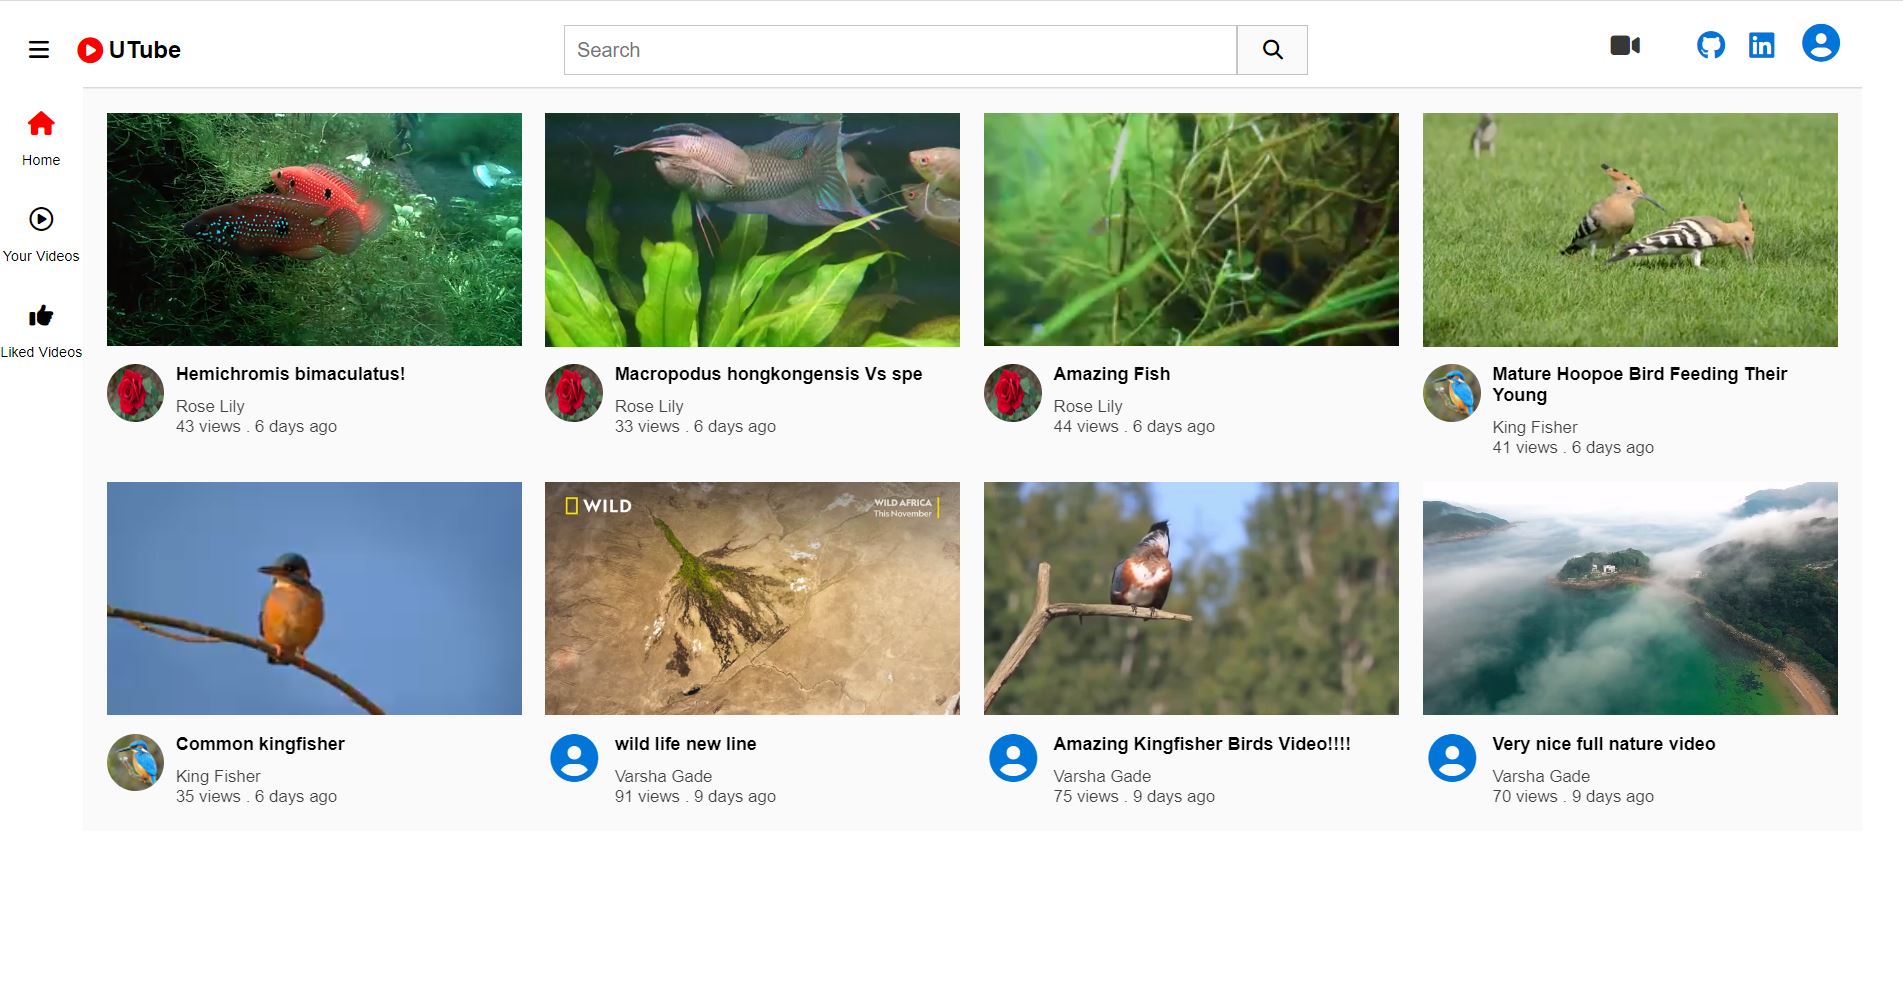 UTube
Search
Home
Your Videos
Liked Videos
Hemichromis bimaculatus!
Rose Lily
43 views . 6 days ago
Macropodus hongkongensis Vs spe
Rose Lily
33 views . 6 days ago
Amazing Fish
Rose Lily
44 views . 6 days ago
Mature Hoopoe Bird Feeding Their
Young
King Fisher
41 views . 6 days ago
WILD
WILD AFRICA
This November
Common kingfisher
King Fisher
35 views . 6 days ago
wild life new line
Varsha Gade
91 views . 9 days ago
Amazing Kingfisher Birds Video!!!!
Varsha Gade
75 views . 9 days ago
Very nice full nature video
Varsha Gade
70 views . 9 days ago